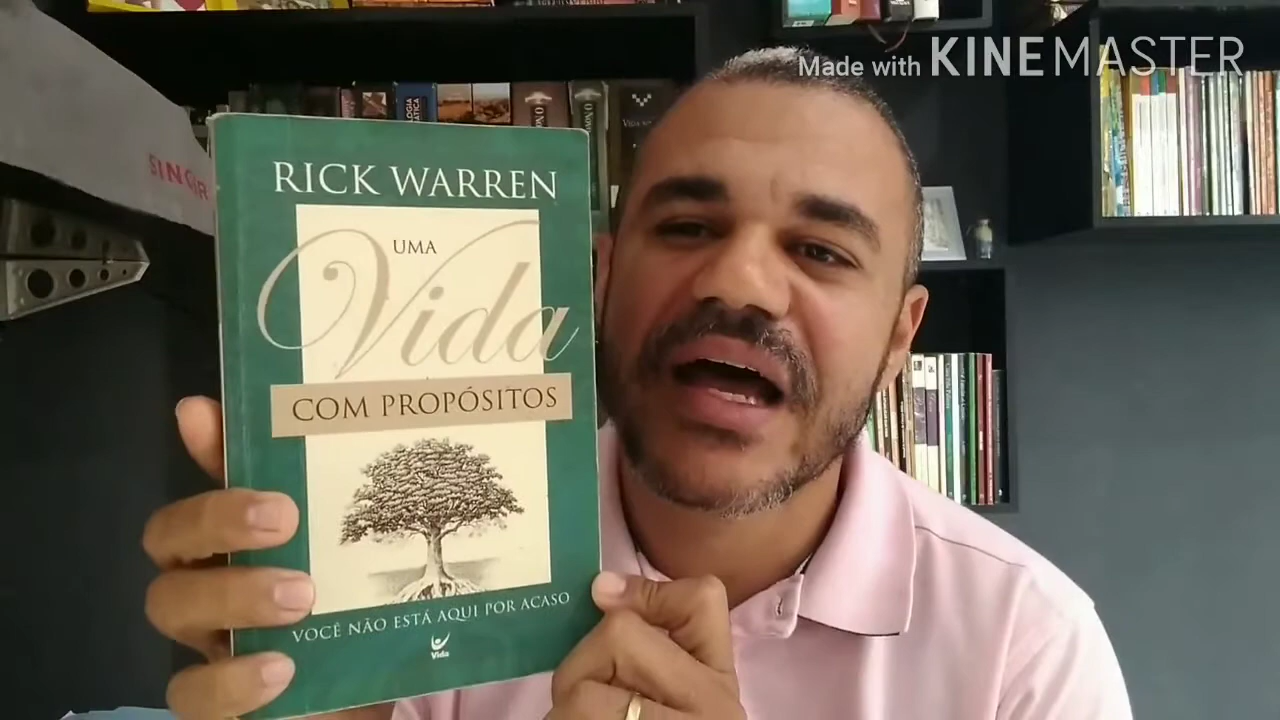 Made with KINEMASTER
SINGER
RICK WARREN
UMA
Vida
COM PROPÓSITOS
VOCÊ NÃO ESTÁ AQUI POR ACASO
Vida